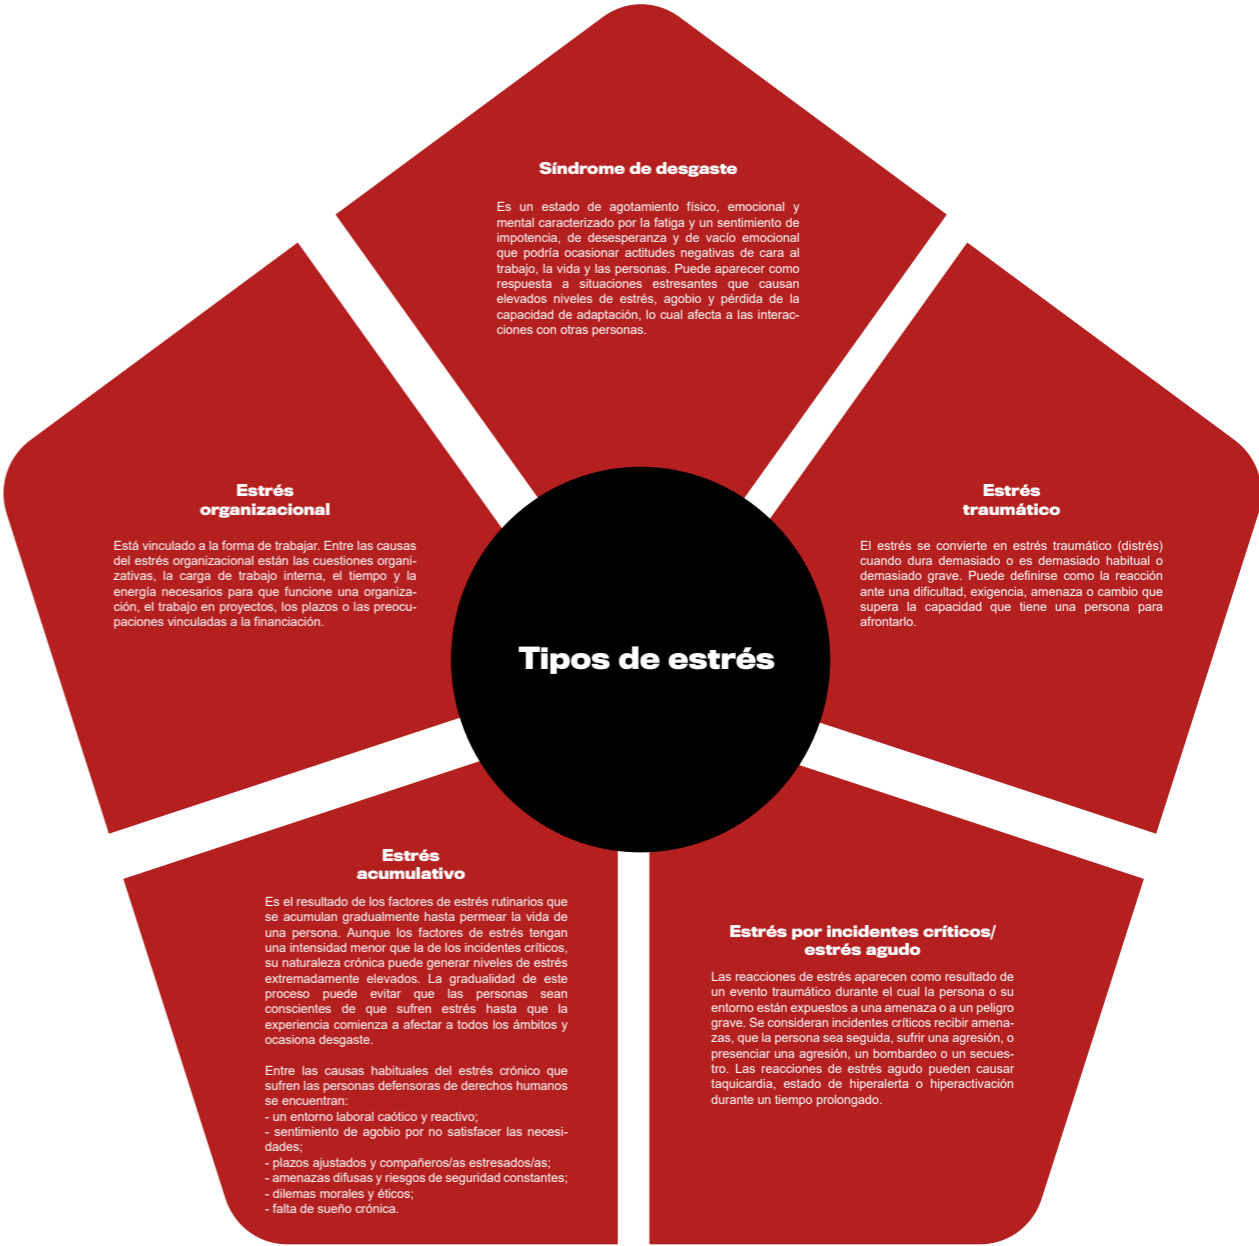 Síndrome de desgaste
Es un estado de agotamiento físico, emocional y
mental caracterizado por la fatiga y un sentimiento de
impotencia, de desesperanza y de vacío emocional
que podría ocasionar actitudes negativas de cara al
trabajo, la vida y las personas. Puede aparecer como
respuesta a situaciones estresantes que causan
elevados niveles de estrés, agobio y pérdida de la
capacidad de adaptación, lo cual afecta a las interac-
ciones con otras personas.
Estrés
organizacional
Está vinculado a la forma de trabajar. Entre las causas
del estrés organizacional están las cuestiones organi-
zativas, la carga de trabajo interna, el tiempo y la
energía necesarios para que funcione una organiza-
ción, el trabajo en proyectos, los plazos o las preocu-
paciones vinculadas a la financiación.
Estrés
traumático
El estrés se convierte en estrés traumático (distrés)
cuando dura demasiado o es demasiado habitual o
demasiado grave. Puede definirse como la reacción
ante una dificultad, exigencia, amenaza o cambio que
supera la capacidad que tiene una persona para
afrontarlo.
Tipos de estrés
Estrés
acumulativo
Es el resultado de los factores de estrés rutinarios que
se acumulan gradualmente hasta permear la vida de
una persona. Aunque los factores de estrés tengan
una intensidad menor que la de los incidentes críticos,
su naturaleza crónica puede generar niveles de estrés
extremadamente elevados. La gradualidad de este
proceso puede evitar que las personas sean
conscientes de que sufren estrés hasta que la
experiencia comienza a afectar a todos los ámbitos y
ocasiona desgaste.
Entre las causas habituales del estrés crónico que
sufren las personas defensoras de derechos humanos
se encuentran:
- un entorno laboral caótico y reactivo;
- sentimiento de agobio por no satisfacer las necesi-
dades;
- plazos ajustados y compañeros/as estresados/as;
- amenazas difusas y riesgos de seguridad constantes;
- dilemas morales y éticos;
- falta de sueño crónica.
Estrés por incidentes críticos/
estrés agudo
Las reacciones de estrés aparecen como resultado de
un evento traumático durante el cual la persona o su
entorno están expuestos a una amenaza o a un peligro
grave. Se consideran incidentes críticos recibir amena-
zas, que la persona sea seguida, sufrir una agresión, o
presenciar una agresión, un bombardeo o un secues-
tro. Las reacciones de estrés agudo pueden causar
taquicardia, estado de hiperalerta o hiperactivación
durante un tiempo prolongado.